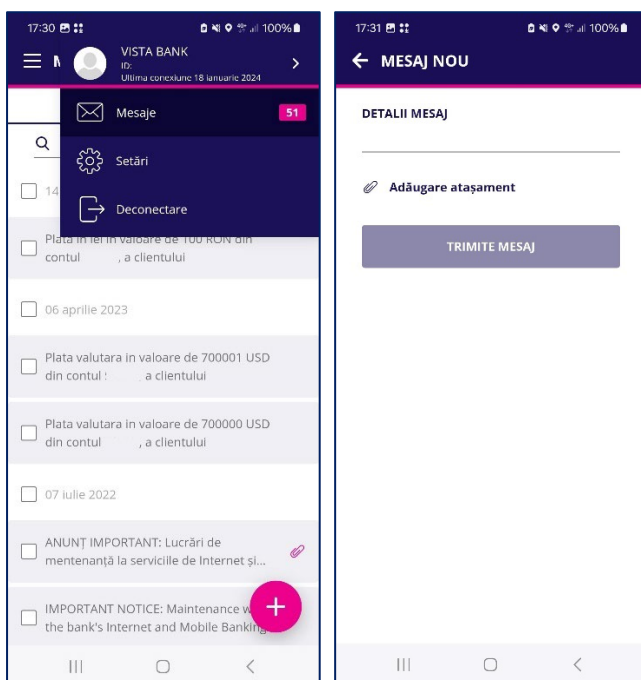 17:30
100%
M
VISTA BANK
ID:
Ultima conexiune 18 ianuarie 2024
Mesaje
51
Setări
Deconectare
14
Plata in lei in valoare de 100 RON din
contul , a clientului
06 aprilie 2023
Plata valutara in valoare de 700001 USD
din contul : a clientului
Plata valutara in valoare de 700000 USD
din contul , a clientului
07 iulie 2022
ANUNȚ IMPORTANT: Lucrări de
mentenanță la serviciile de Internet și...
IMPORTANT NOTICE: Maintenance w
the bank's Internet and Mobile Banking
17:31
100%
MESAJ NOU
DETALII MESAJ
Adăugare atașament
TRIMITE MESAJ